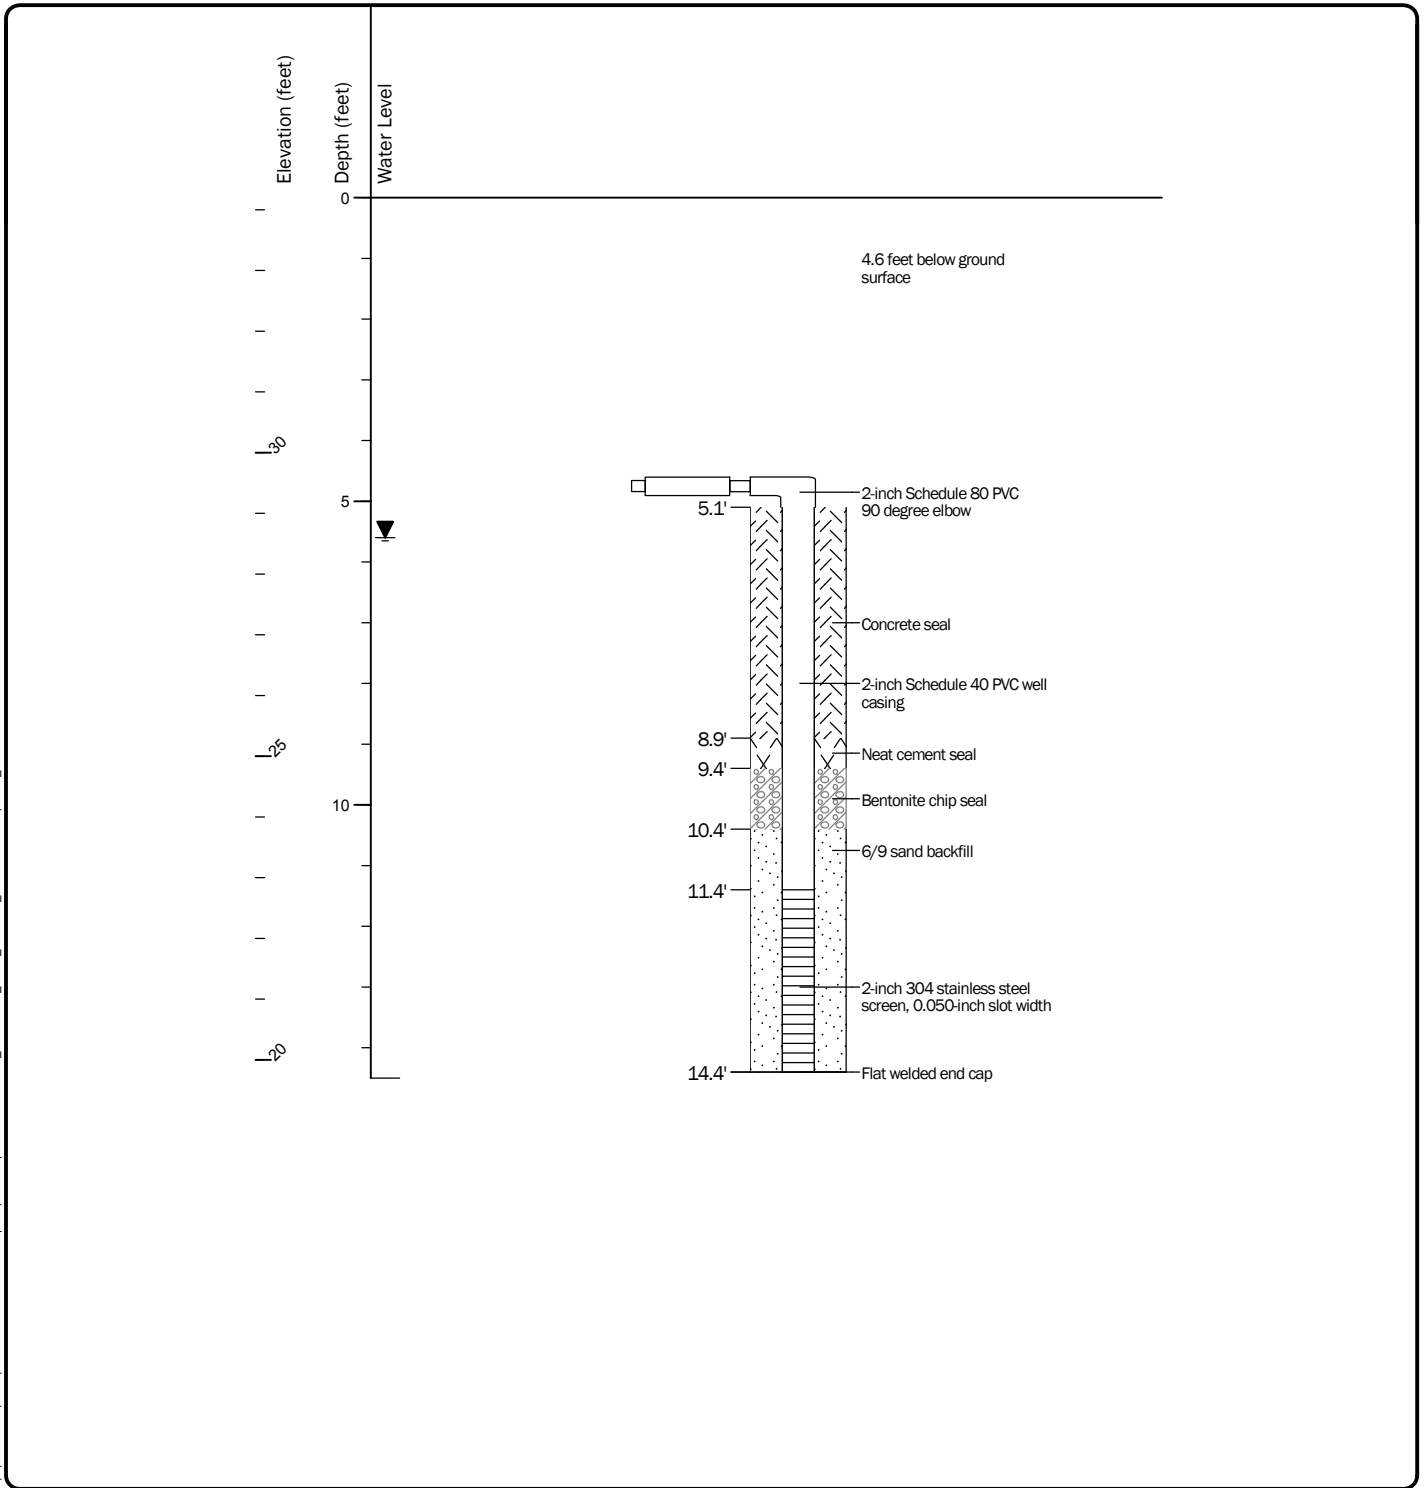 Elevation (feet)
Depth (feet)
Water Level
0
4.6 feet below ground
surface
30
5
2-inch Schedule 80 PVC
90 degree elbow
5.1'
Concrete seal
2-inch Schedule 40 PVC well
casing
8.9'
25
Neat cement seal
9.4'
Bentonite chip seal
10
10.4'
6/9 sand backfill
11.4'
2-inch 304 stainless steel
screen, 0.050-inch slot width
20
14.4'
Flat welded end cap